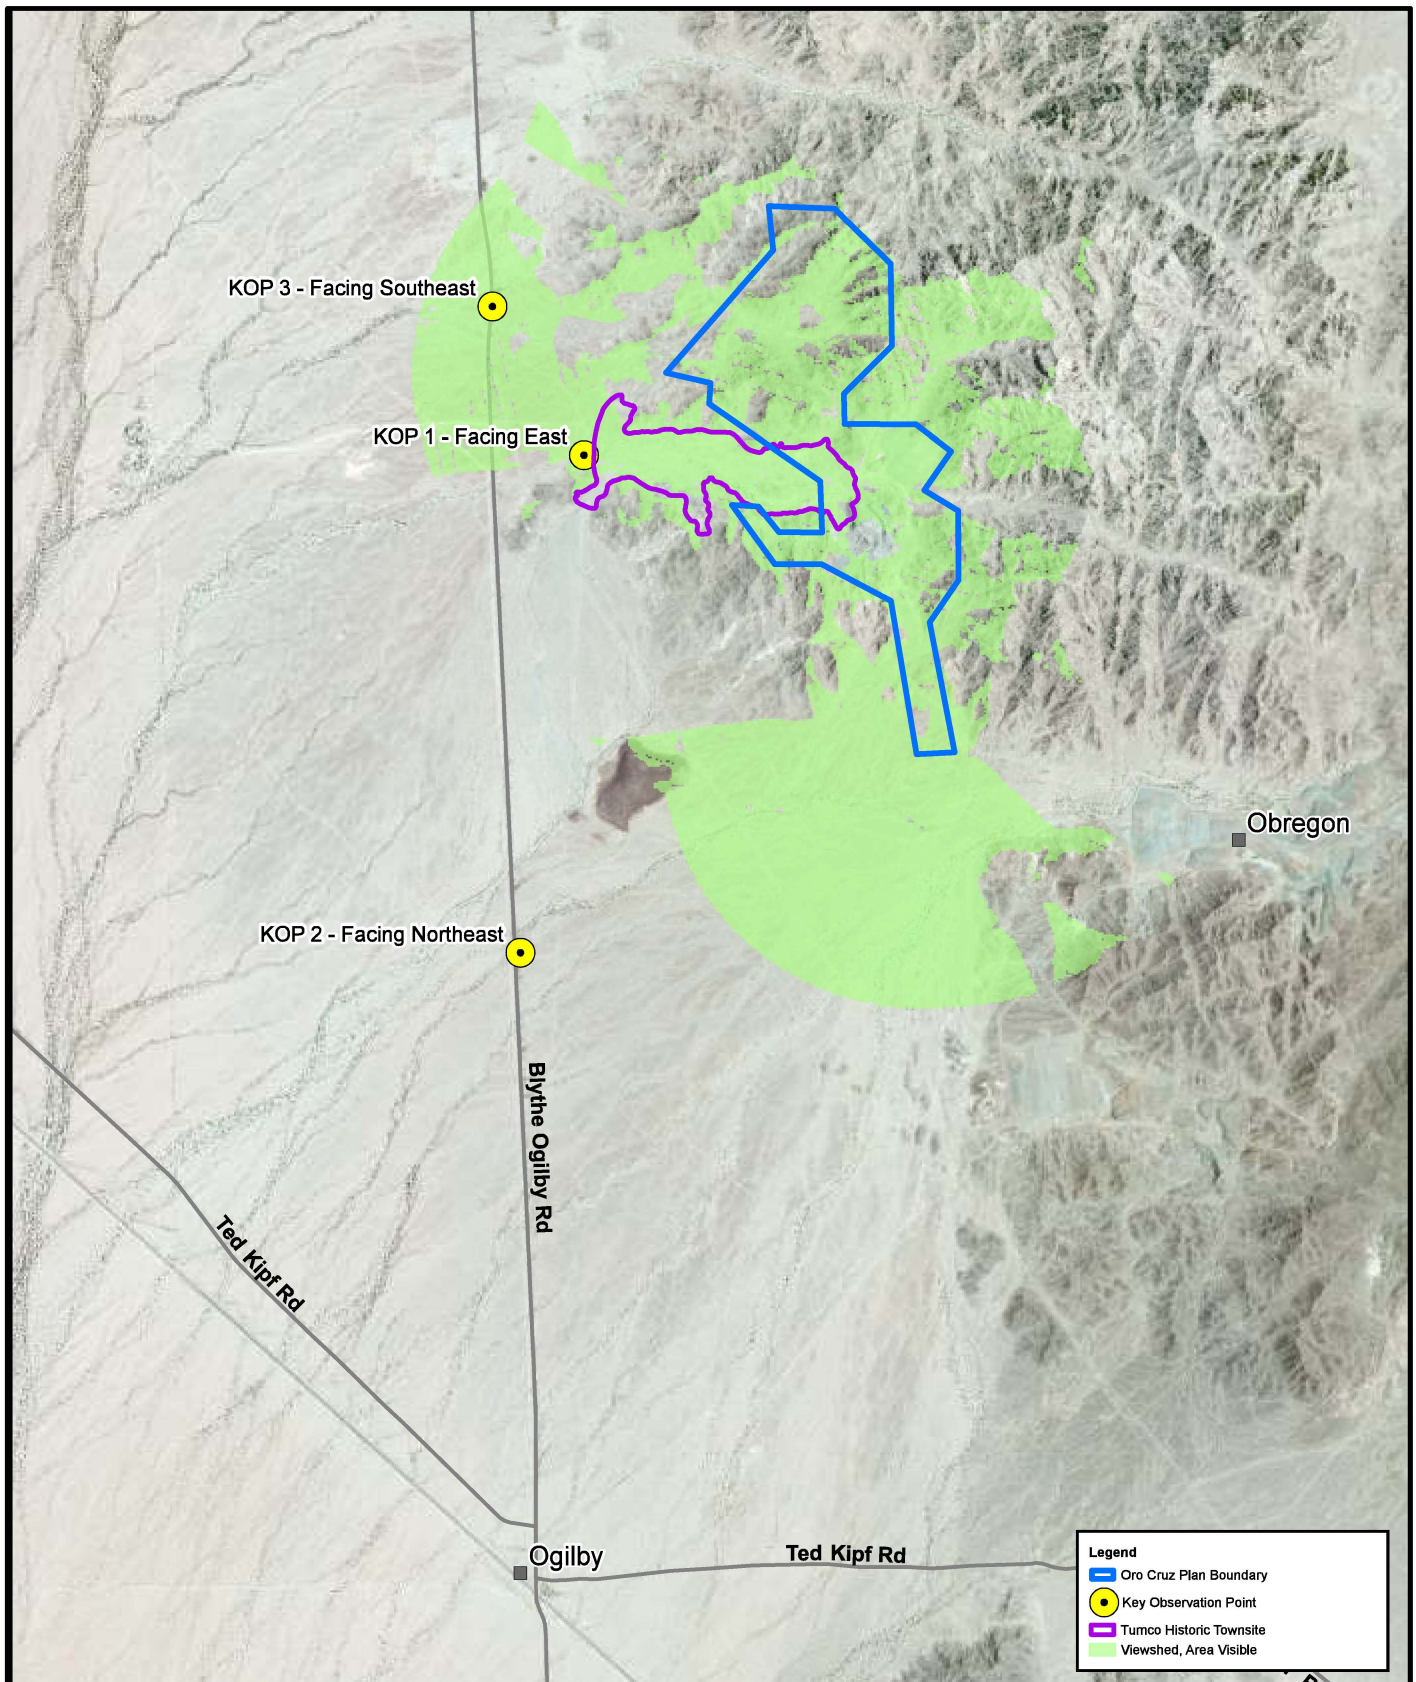 KOP 3 - Facing Southeast
KOP 1 - Facing East
Obregon
KOP 2 - Facing Northeast
Blythe Ogilby Rd
Ted Kipf Rd
Ogilby
Ted Kipf Rd
Legend
Oro Cruz Plan Boundary
Key Observation Point
Tumco Historic Townsite
Viewshed, Area Visible